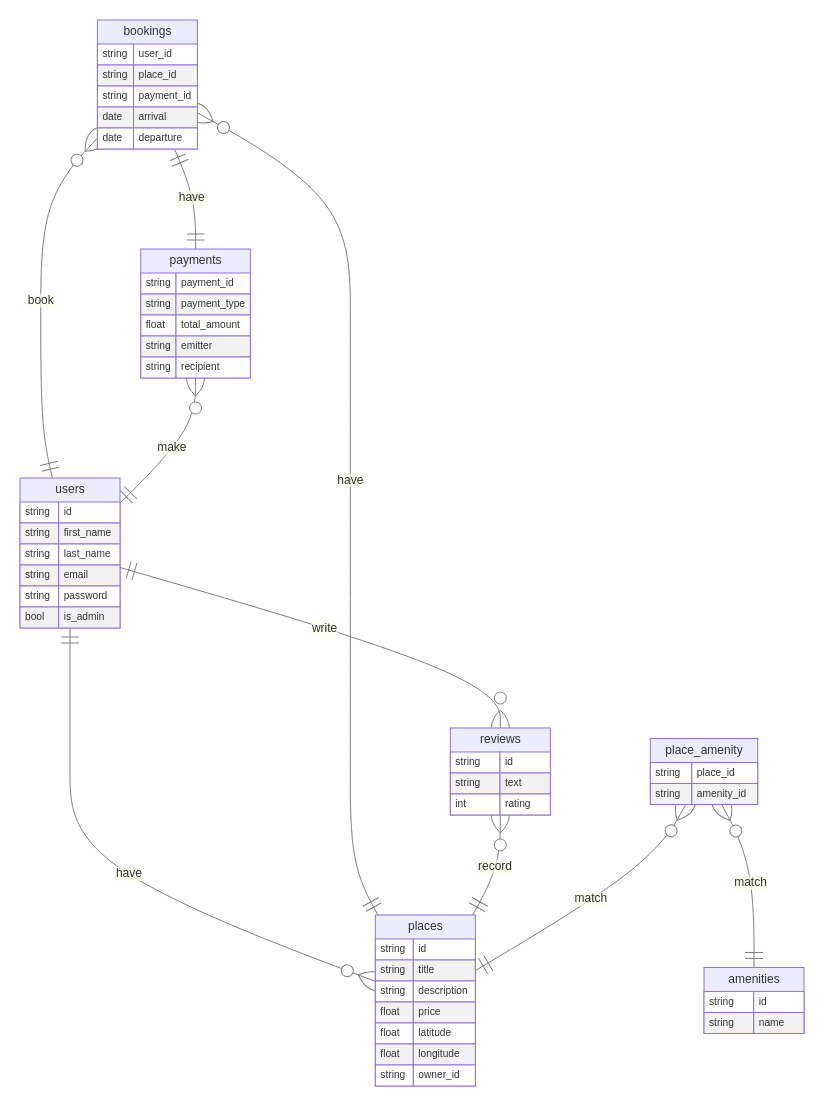 bookings
string user_id
string place_id
string payment_id
date arrival
date departure
have
payments
string payment_id
string payment_type
float total_amount
string emitter
string recipient
book
make
have
users
string id
string first_name
string last_name
string email
string password
bool is_admin
write
reviews
string id
string text
int rating
place_amenity
string place_id
string amenity_id
have
record
match
match
places
string id
string title
string description
float price
float latitude
float longitude
string owner_id
amenities
string id
string name